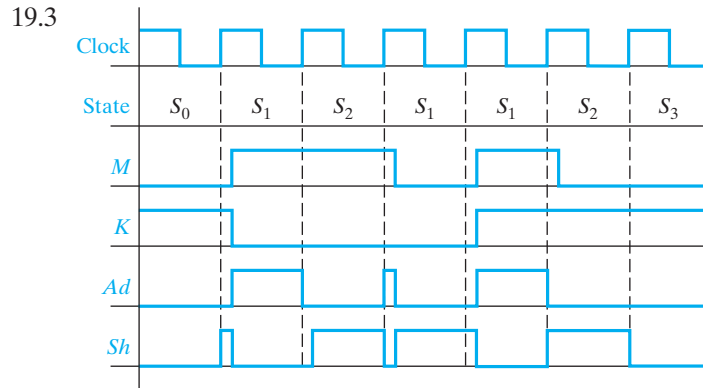 19.3
Clock
State S₀ S₁ S₂ S₁ S₁ S₂ S₃
M
K
Ad
Sh